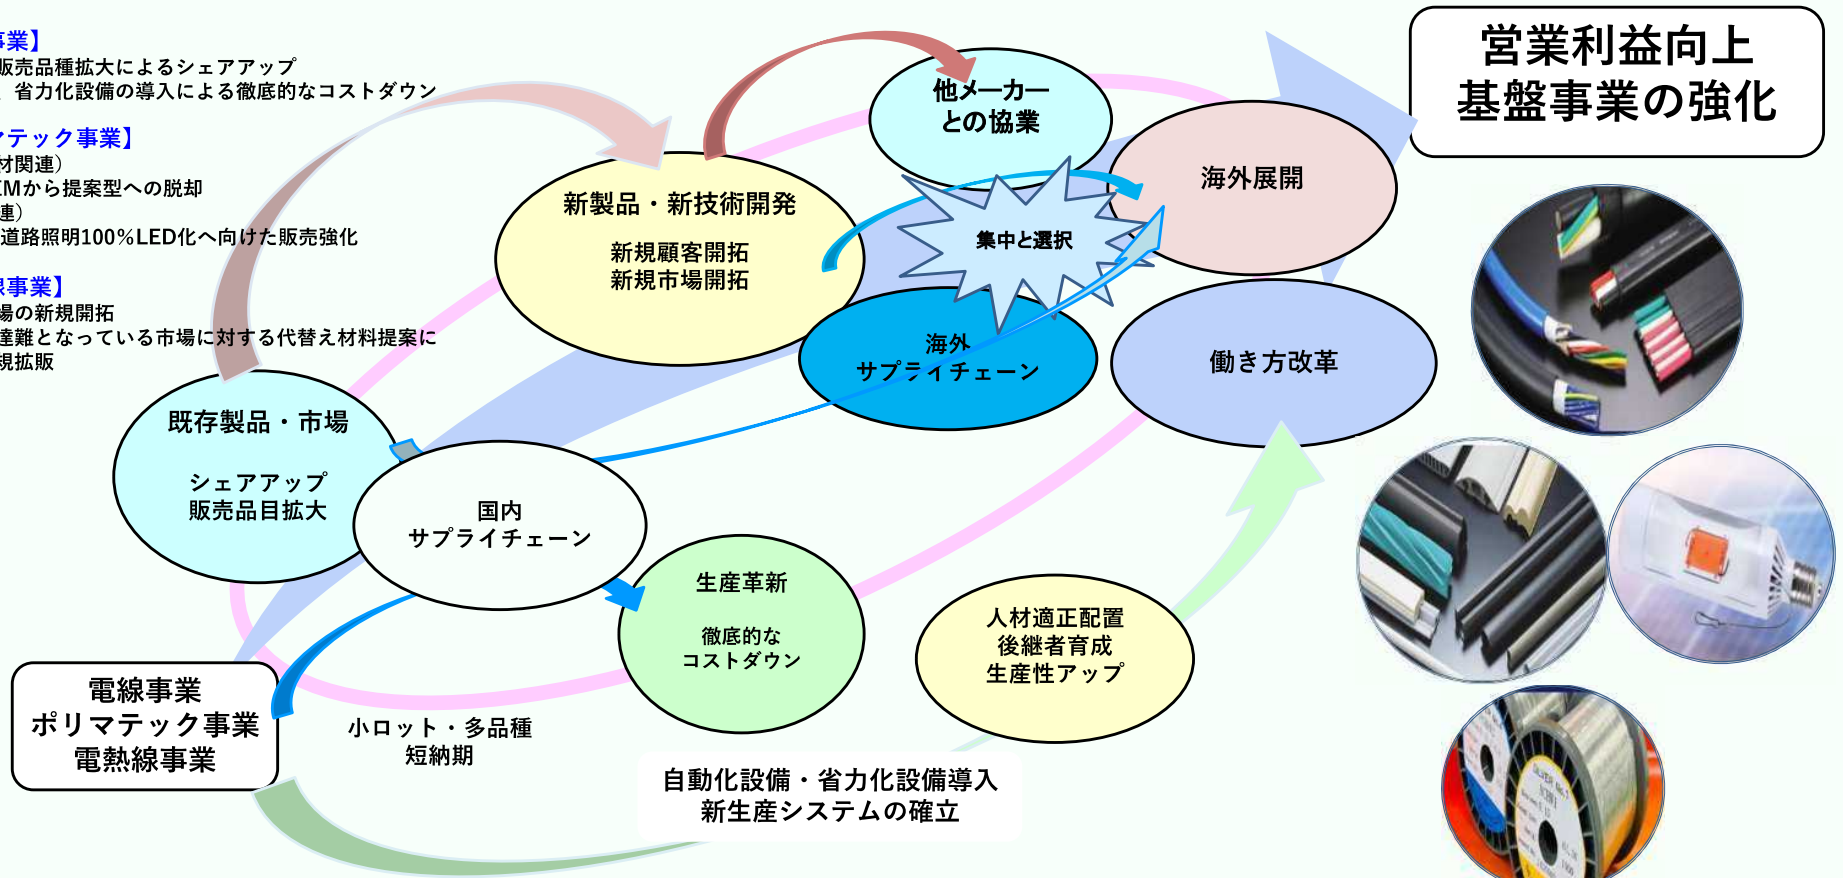 事業】
販売品種拡大によるシェアアップ
、省力化設備の導入による徹底的なコストダウン
マテック事業】
材関連）
EMから提案型への脱却
連）
道路照明100%LED化へ向けた販売強化
線事業】
場の新規開拓
達難となっている市場に対する代替え材料提案に
規拡販
営業利益向上
基盤事業の強化
他メーカー
との協業
海外展開
新製品・新技術開発
新規顧客開拓
新規市場開拓
集中と選択
海外
サプライチェーン
働き方改革
既存製品・市場
シェアアップ
販売品目拡大
国内
サプライチェーン
生産革新
徹底的な
コストダウン
人材適正配置
後継者育成
生産性アップ
電線事業
ポリマテック事業
電熱線事業
小ロット・多品種
短納期
自動化設備・省力化設備導入
新生産システムの確立